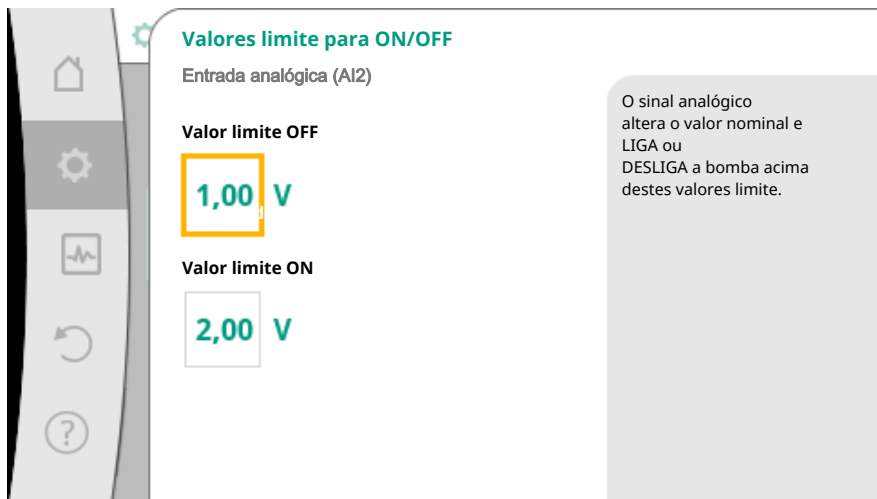 Valores limite para ON/OFF
Entrada analógica (AI2)
Valor limite OFF
1,00 V
Valor limite ON
2,00 V
O sinal analógico
altera o valor nominal e
LIGA ou
DESLIGA a bomba acima
destes valores limite.
?